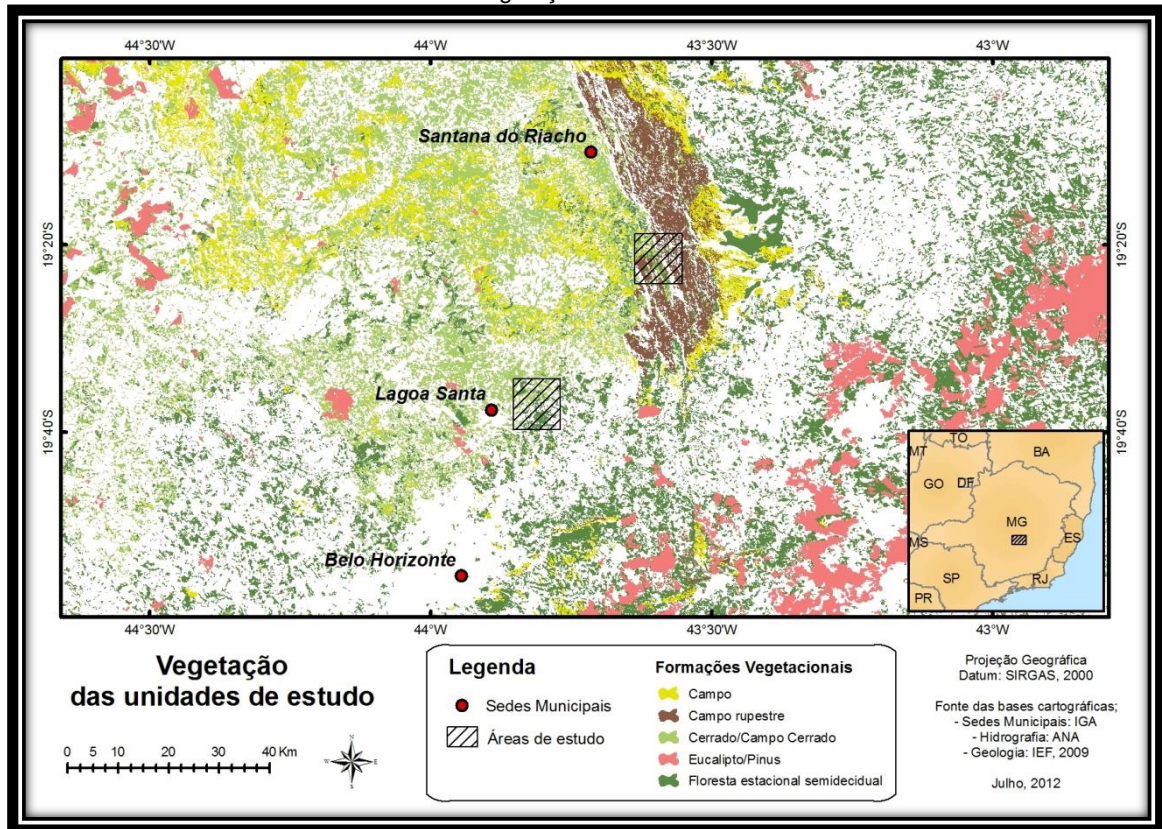 44°30'W 44°W 43°30'W 43°W
Santana do Riacho
19°20'S 19°20'S
Lagoa Santa
19°40'S 19°40'S
Belo Horizonte
TO
MT BA
GO DF
MG
MS ES
SP RJ
PR
44°30'W 44°W 43°30'W 43°W
Vegetação
das unidades de estudo
0 5 10 20 30 40 Km
N
Legenda
Sedes Municipais
Áreas de estudo
Formações Vegetacionais
Campo
Campo rupestre
Cerrado/Campo Cerrado
Eucalipto/Pinus
Floresta estacional semidecidual
Projeção Geográfica
Datum: SIRGAS, 2000
Fonte das bases cartográficas;
- Sedes Municipais: IGA
- Hidrografia: ANA
- Geologia: IEF, 2009
Julho, 2012